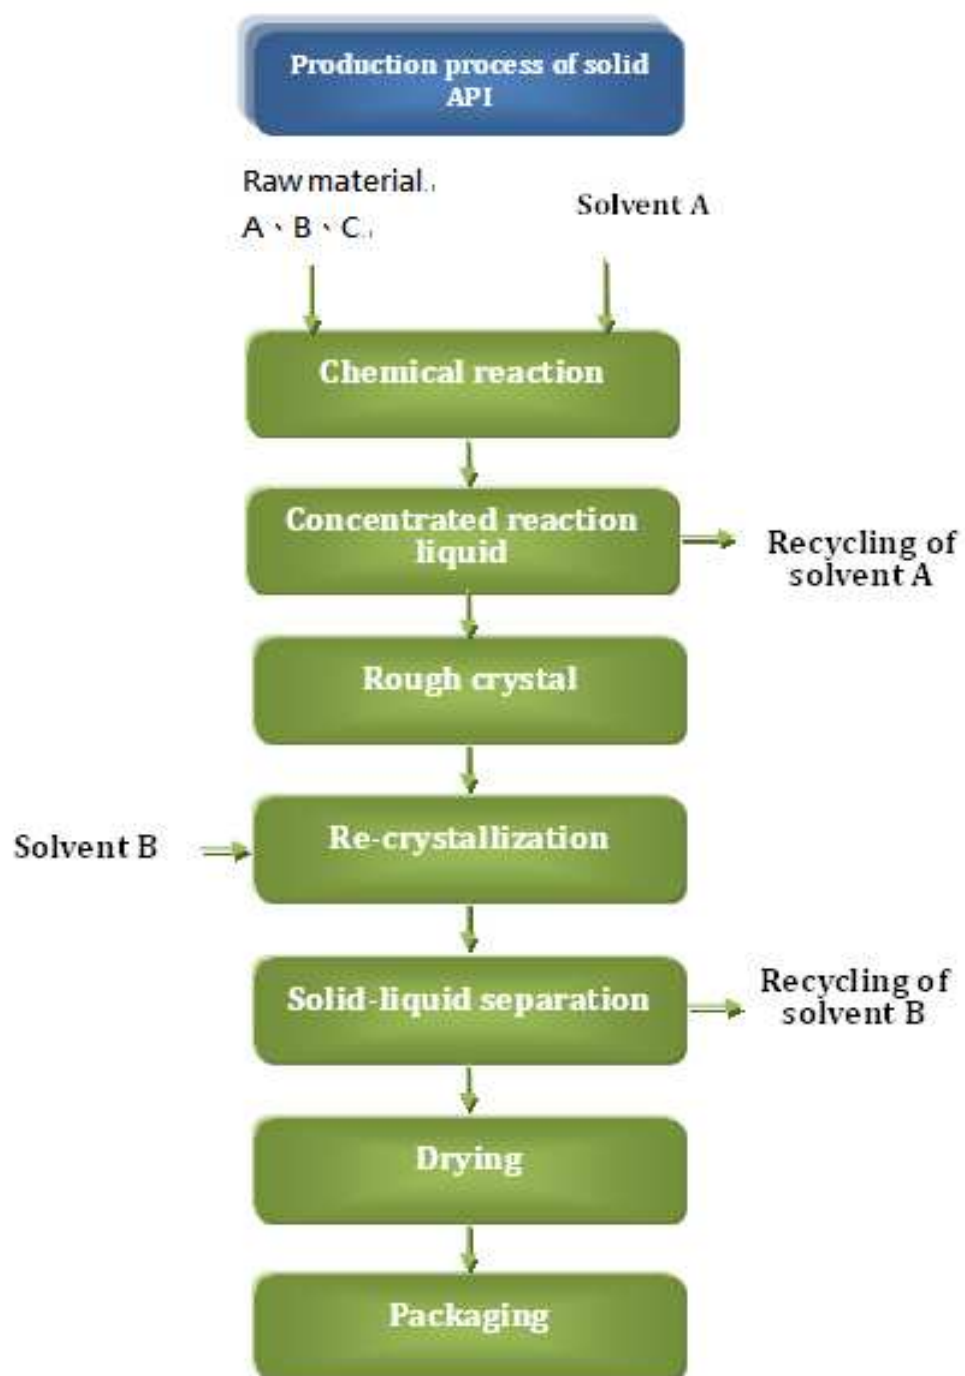 Production process of solid
API
Raw material
A、B、C
Solvent A
Chemical reaction
Concentrated reaction
liquid
Recycling of
solvent A
Rough crystal
Solvent B
Re-crystallization
Solid-liquid separation
Recycling of
solvent B
Drying
Packaging